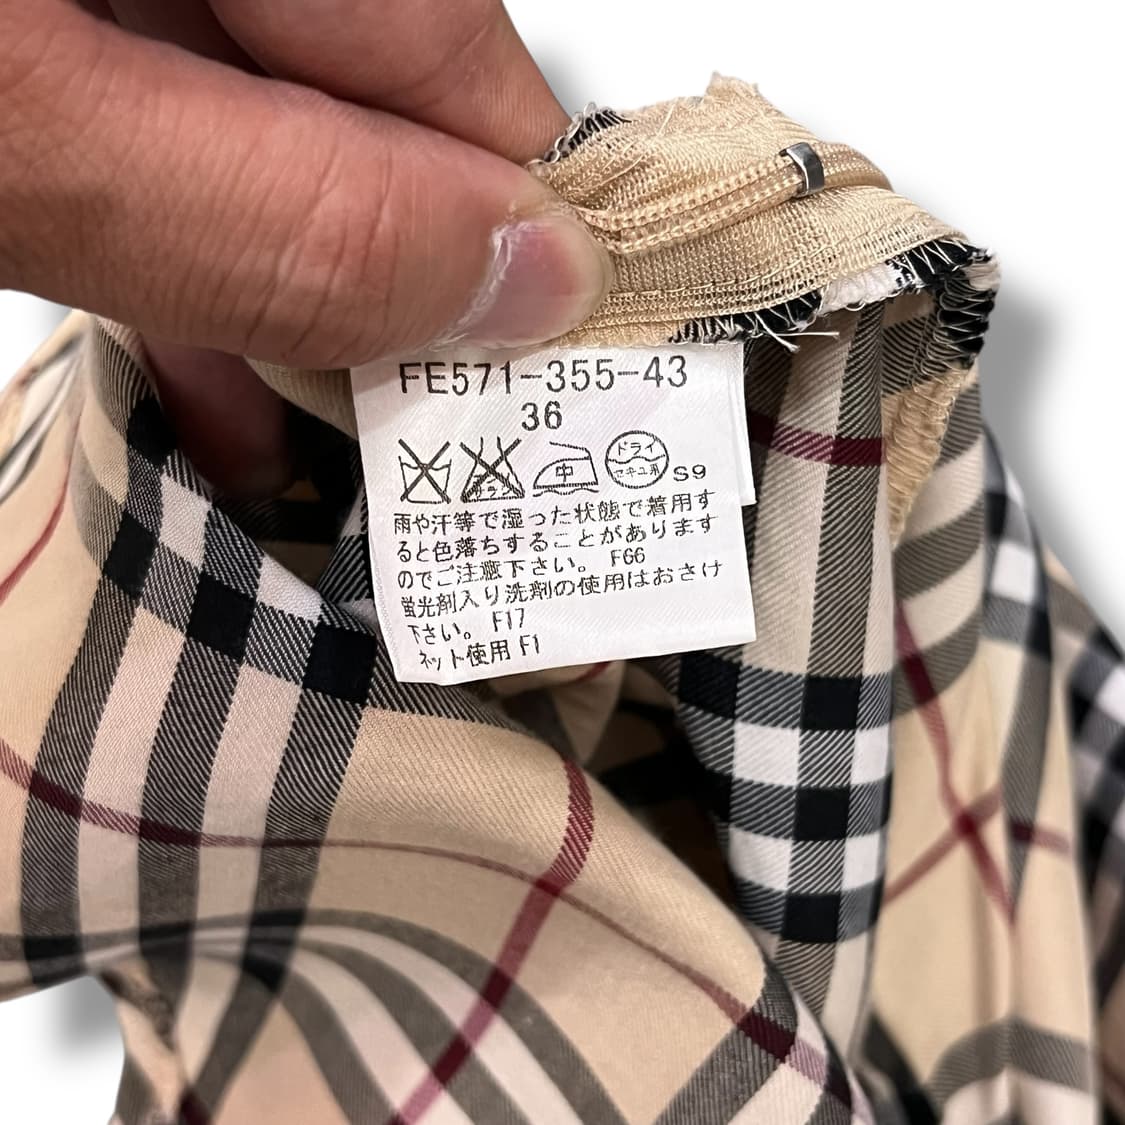 FE571-355-43
36
サラシ
中
ドライ
セキユ系
S9
雨や汗等で湿った状態で着用す
ると色落ちすることがあります
のでご注意下さい。 F66
蛍光剤入り洗剤の使用はおさけ
下さい。 F17
ネット使用 F1